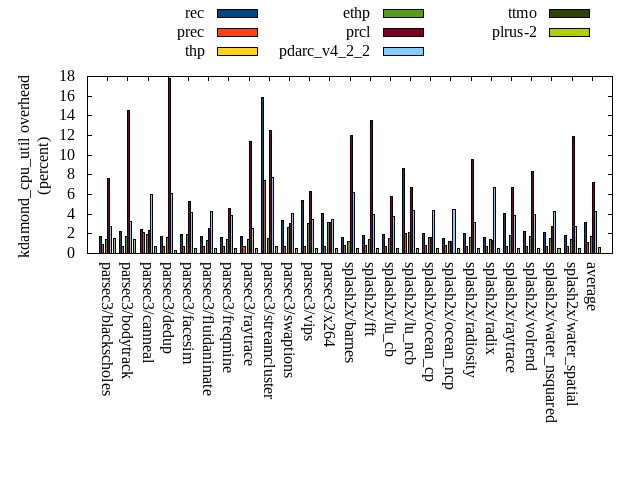 rec
prec
thp
ethp
prcl
pdarc_v4_2_2
ttmo
plrus-2
kdamond_cpu_util overhead
(percent)
18
16
14
12
10
8
6
4
2
0
parsec3/blackscholes
parsec3/bodytrack
parsec3/canneal
parsec3/dedup
parsec3/facesim
parsec3/fluidanimate
parsec3/freqmine
parsec3/raytrace
parsec3/streamcluster
parsec3/swaptions
parsec3/vips
parsec3/x264
splash2x/barnes
splash2x/fft
splash2x/lu_cb
splash2x/lu_ncb
splash2x/ocean_cp
splash2x/ocean_ncp
splash2x/radiosity
splash2x/radix
splash2x/raytrace
splash2x/volrend
splash2x/water_nsquared
splash2x/water_spatial
average